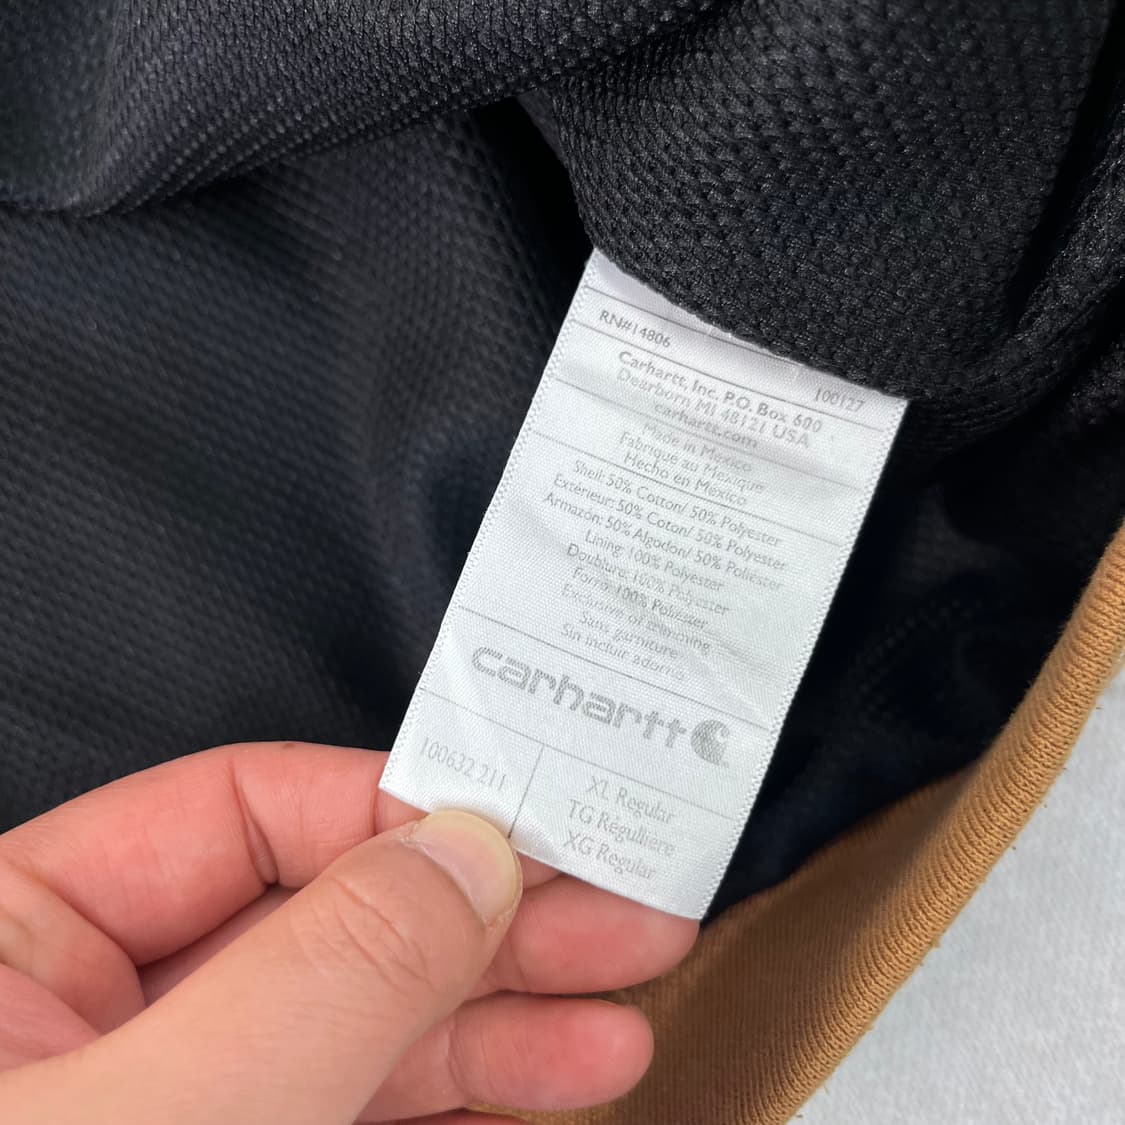 RN#14806 100127
Carhartt, Inc. P.O. Box 600
Dearborn MI 48121 USA
carhartt.com
Made in Mexico
Fabriqué au Mexique
Hecho en México
Shell: 50% Cotton/ 50% Polyester
Extérieur: 50% Coton/ 50% Polyester
Armazón: 50% Algodon/ 50% Poliéster
Lining: 100% Polyester
Doublure: 100% Polyester
Forro: 100% Poliester
Exclusive of trimming
Sans garniture
Sin incluir adorno
carhartt
100632 211
XL Regular
TG Régulliere
XG Regular